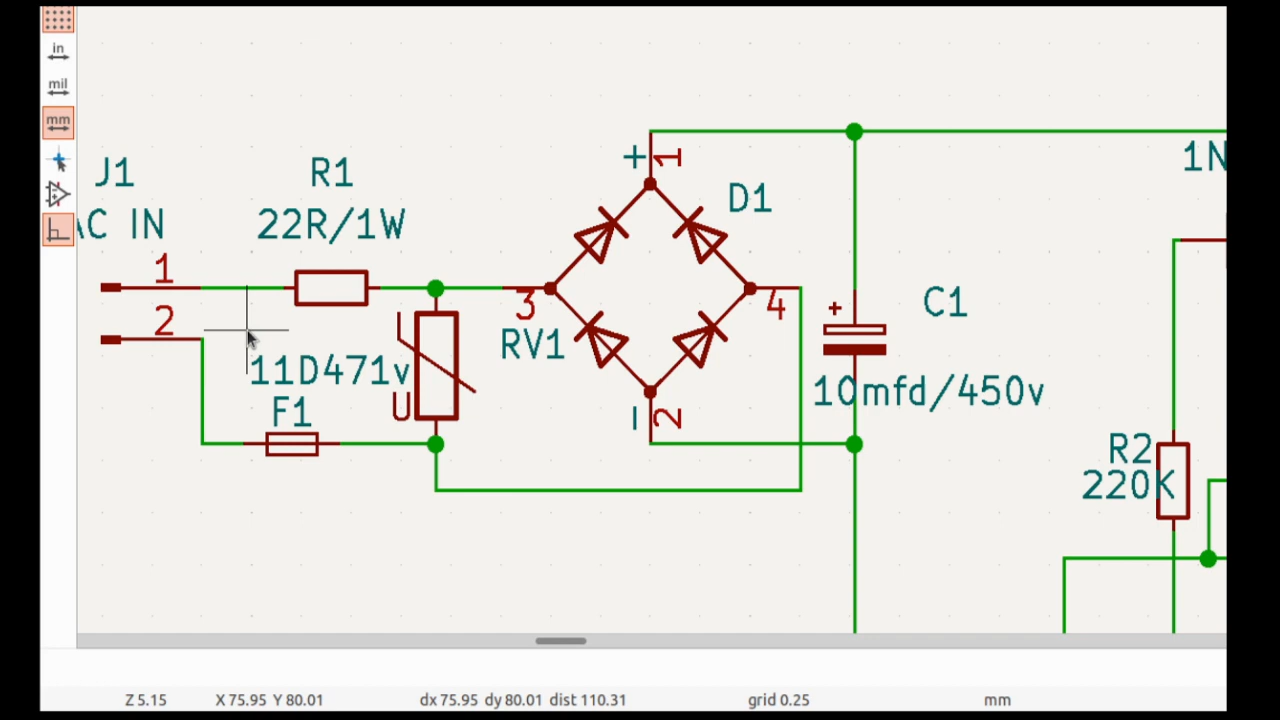 in
mil
mm
J1
AC IN
1
2
R1
22R/1W
11D471v
F1
U
RV1
3
+
1
D1
4
2
+
C1
10mfd/450v
1N
R2
220K
Z 5.15
X 75.95 Y 80.01
dx 75.95 dy 80.01 dist 110.31
grid 0.25
mm